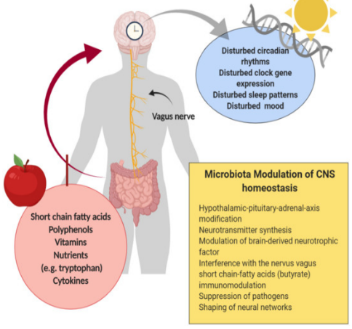 Disturbed circadian
rhythms
Disturbed clock gene
expression
Disturbed sleep patterns
Disturbed mood
Vagus nerve
Short chain fatty acids
Polyphenols
Vitamins
Nutrients
(e.g. tryptophan)
Cytokines
Microbiota Modulation of CNS
homeostasis
Hypothalamic-pituitary-adrenal-axis
modification
Neurotransmitter synthesis
Modulation of brain-derived neurotrophic
factor
Interference with the nervus vagus
short chain-fatty acids (butyrate)
immunomodulation
Suppression of pathogens
Shaping of neural networks